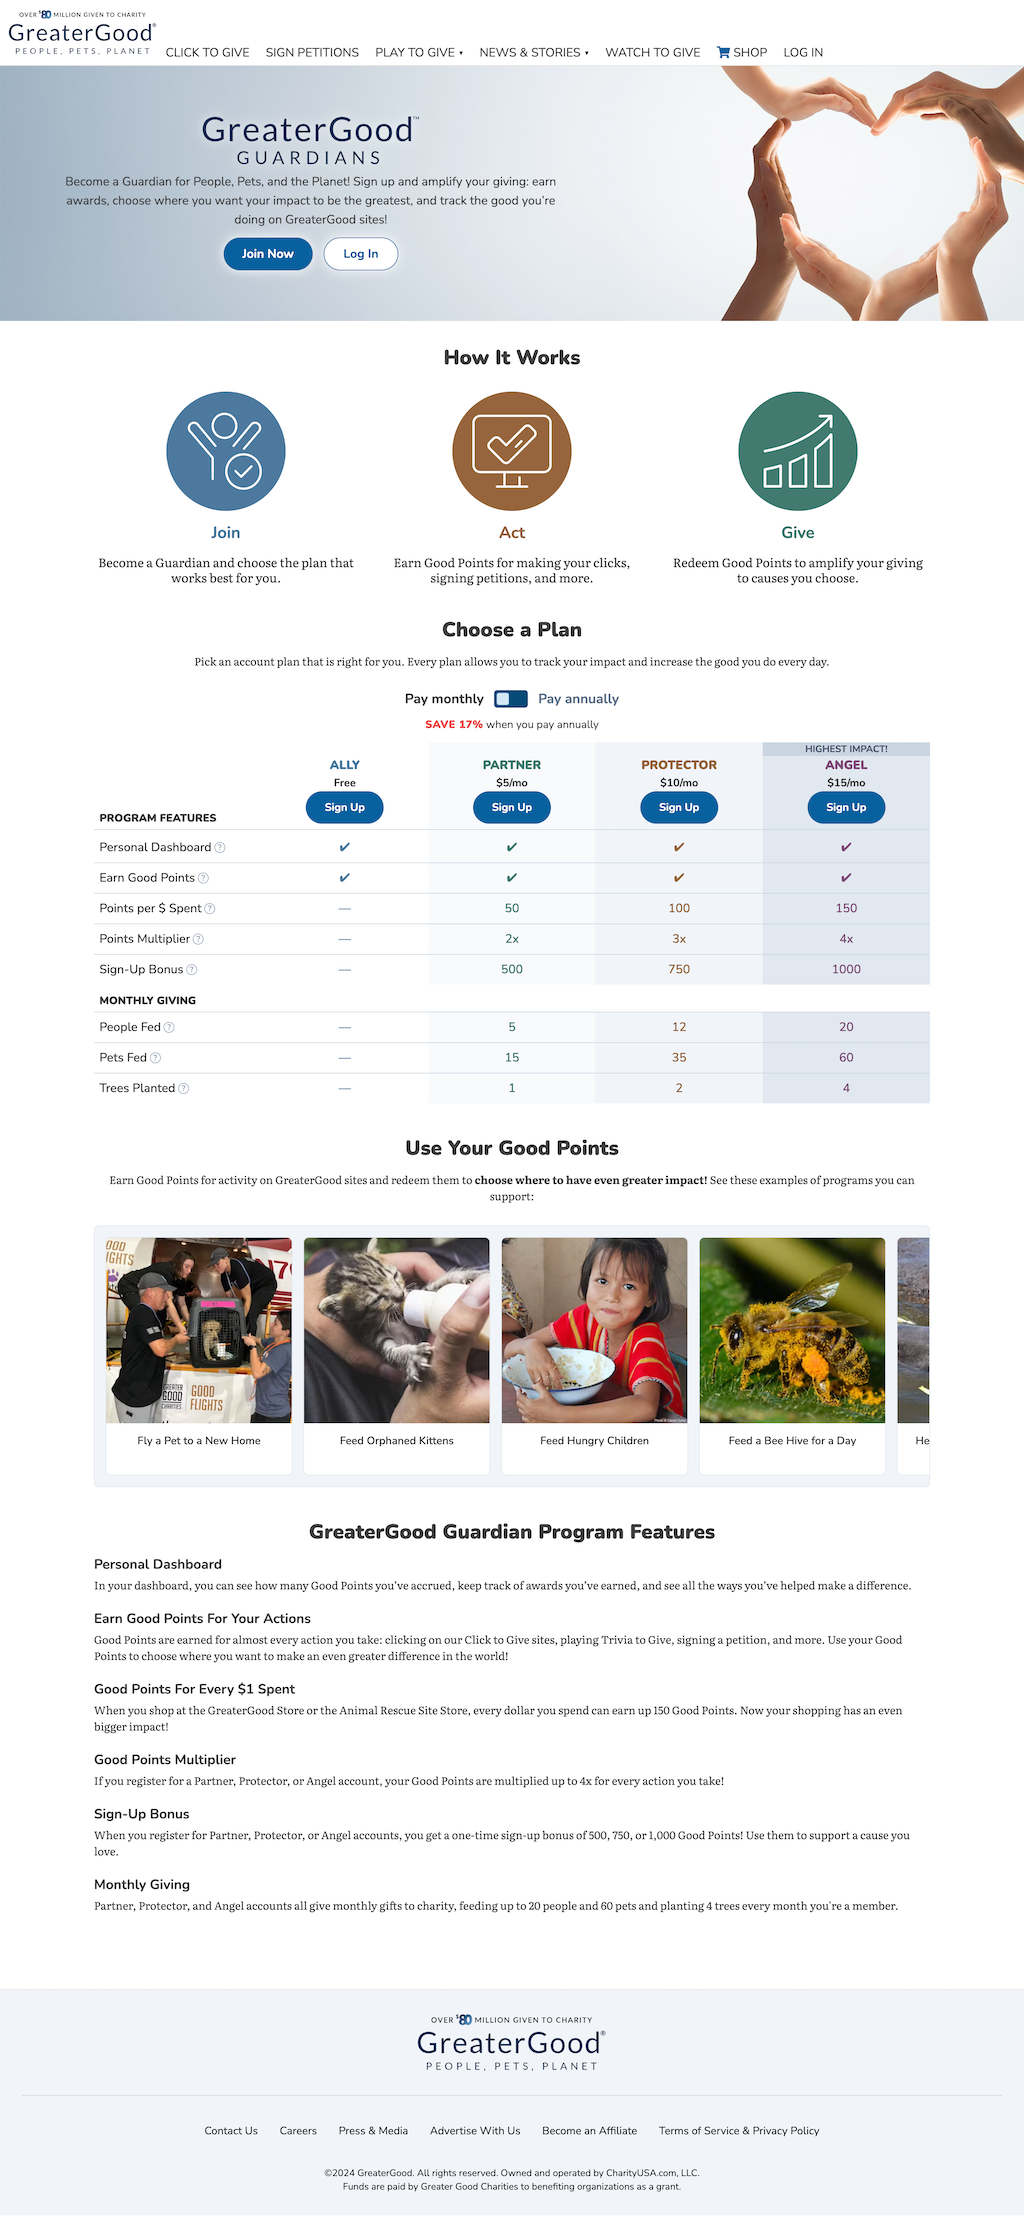 OVER $80 MILLION GIVEN TO CHARITY
GreaterGood®
PEOPLE, PETS, PLANET
CLICK TO GIVE SIGN PETITIONS PLAY TO GIVE ▾ NEWS & STORIES ▾ WATCH TO GIVE SHOP LOG IN
GreaterGood™
GUARDIANS
Become a Guardian for People, Pets, and the Planet! Sign up and amplify your giving: earn
awards, choose where you want your impact to be the greatest, and track the good you're
doing on GreaterGood sites!
Join Now Log In
How It Works
Join
Become a Guardian and choose the plan that
works best for you.
Act
Earn Good Points for making your clicks,
signing petitions, and more.
Give
Redeem Good Points to amplify your giving
to causes you choose.
Choose a Plan
Pick an account plan that is right for you. Every plan allows you to track your impact and increase the good you do every day.
Pay monthly Pay annually
SAVE 17% when you pay annually
HIGHEST IMPACT!
ALLY PARTNER PROTECTOR ANGEL
Free $5/mo $10/mo $15/mo
Sign Up Sign Up Sign Up Sign Up
PROGRAM FEATURES
Personal Dashboard ? ✔ ✔ ✔ ✔
Earn Good Points ? ✔ ✔ ✔ ✔
Points per $ Spent ? — 50 100 150
Points Multiplier ? — 2x 3x 4x
Sign-Up Bonus ? — 500 750 1000
MONTHLY GIVING
People Fed ? — 5 12 20
Pets Fed ? — 15 35 60
Trees Planted ? — 1 2 4
Use Your Good Points
Earn Good Points for activity on GreaterGood sites and redeem them to choose where to have even greater impact! See these examples of programs you can
support:
GREATER
GOOD
CHARITIES
GOOD
FLIGHTS
Fly a Pet to a New Home
Feed Orphaned Kittens
Feed Hungry Children
Feed a Bee Hive for a Day
He
GreaterGood Guardian Program Features
Personal Dashboard
In your dashboard, you can see how many Good Points you've accrued, keep track of awards you've earned, and see all the ways you've helped make a difference.
Earn Good Points For Your Actions
Good Points are earned for almost every action you take: clicking on our Click to Give sites, playing Trivia to Give, signing a petition, and more. Use your Good
Points to choose where you want to make an even greater difference in the world!
Good Points For Every $1 Spent
When you shop at the GreaterGood Store or the Animal Rescue Site Store, every dollar you spend can earn up 150 Good Points. Now your shopping has an even
bigger impact!
Good Points Multiplier
If you register for a Partner, Protector, or Angel account, your Good Points are multiplied up to 4x for every action you take!
Sign-Up Bonus
When you register for Partner, Protector, or Angel accounts, you get a one-time sign-up bonus of 500, 750, or 1,000 Good Points! Use them to support a cause you
love.
Monthly Giving
Partner, Protector, and Angel accounts all give monthly gifts to charity, feeding up to 20 people and 60 pets and planting 4 trees every month you're a member.
OVER $80 MILLION GIVEN TO CHARITY
GreaterGood®
PEOPLE, PETS, PLANET
Contact Us Careers Press & Media Advertise With Us Become an Affiliate Terms of Service & Privacy Policy
©2024 GreaterGood. All rights reserved. Owned and operated by CharityUSA.com, LLC.
Funds are paid by Greater Good Charities to benefiting organizations as a grant.